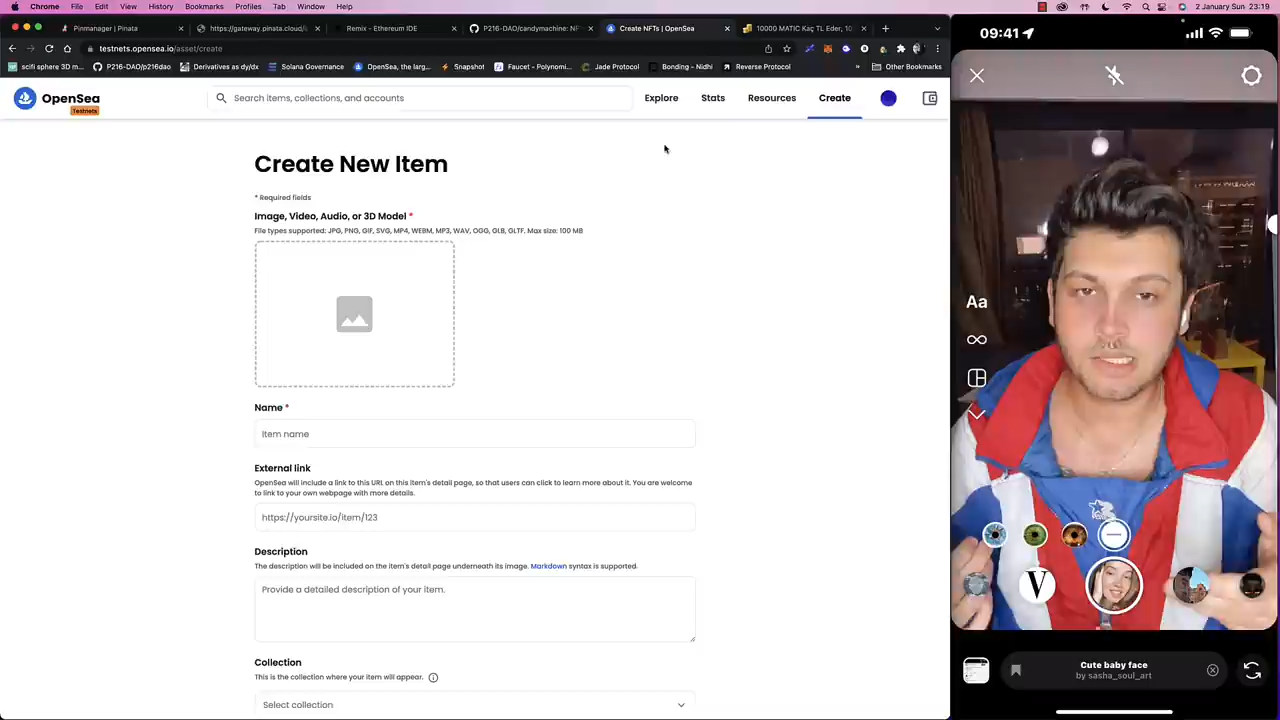 Chrome File Edit View History Bookmarks Profiles Tab Window Help 2 January Sun 23:19
Pinmanager | Pinata
https://gateway.pinata.cloud/
Remix - Ethereum IDE
P216-DAO/candymachine: NF
Create NFTs | OpenSea
10000 MATIC Kaç TL Eder, 10
testnets.opensea.io/asset/create
scifi sphere 3D m...
P216-DAO/p216dao
Derivatives as dy/dx
Solana Governance
OpenSea, the larg...
Snapshot
Faucet - Polynomi...
Jade Protocol
Bonding - Nidhi
Reverse Protocol
»
Other Bookmarks
OpenSea
Testnets
Search items, collections, and accounts
Explore
Stats
Resources
Create
Create New Item
* Required fields
Image, Video, Audio, or 3D Model *
File types supported: JPG, PNG, GIF, SVG, MP4, WEBM, MP3, WAV, OGG, GLB, GLTF. Max size: 100 MB
Name *
Item name
External link
OpenSea will include a link to this URL on this item's detail page, so that users can click to learn more about it. You are welcome
to link to your own webpage with more details.
https://yoursite.io/item/123
Description
The description will be included on the item's detail page underneath its image. Markdown syntax is supported.
Provide a detailed description of your item.
Collection
This is the collection where your item will appear.
Select collection
09:41
Aa
V
Cute baby face
by sasha_soul_art